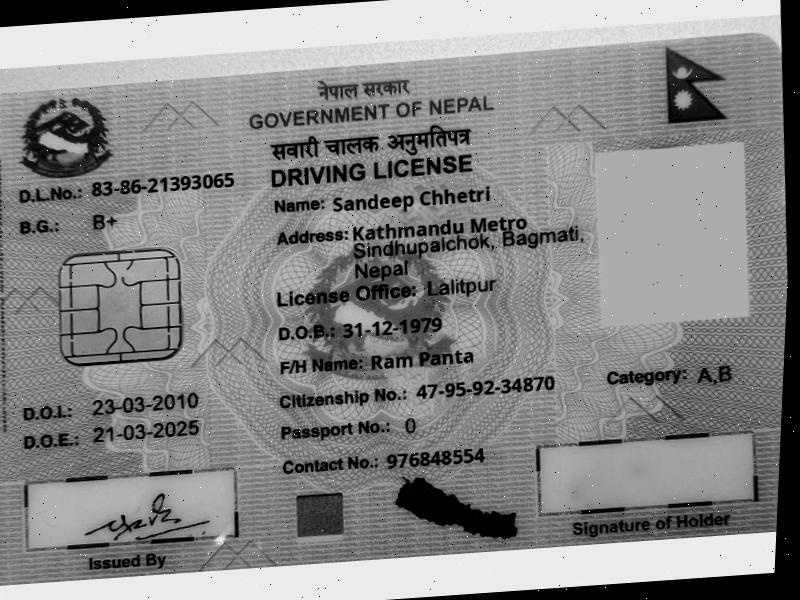 नेपाल सरकार
GOVERNMENT OF NEPAL
सवारी चालक अनुमतिपत्र
DRIVING LICENSE
D.L.No.: 83-86-21393065
B.G.: B+
Name: Sandeep Chhetri
Address: Kathmandu Metro
Sindhupalchok, Bagmati,
Nepal
License Office: Lalitpur
D.O.B.: 31-12-1979
F/H Name: Ram Panta
Citizenship No.: 47-95-92-34870
Category: A,B
D.O.I.: 23-03-2010
D.O.E.: 21-03-2025
Passport No.: 0
Contact No.: 976848554
Issued By
Signature of Holder